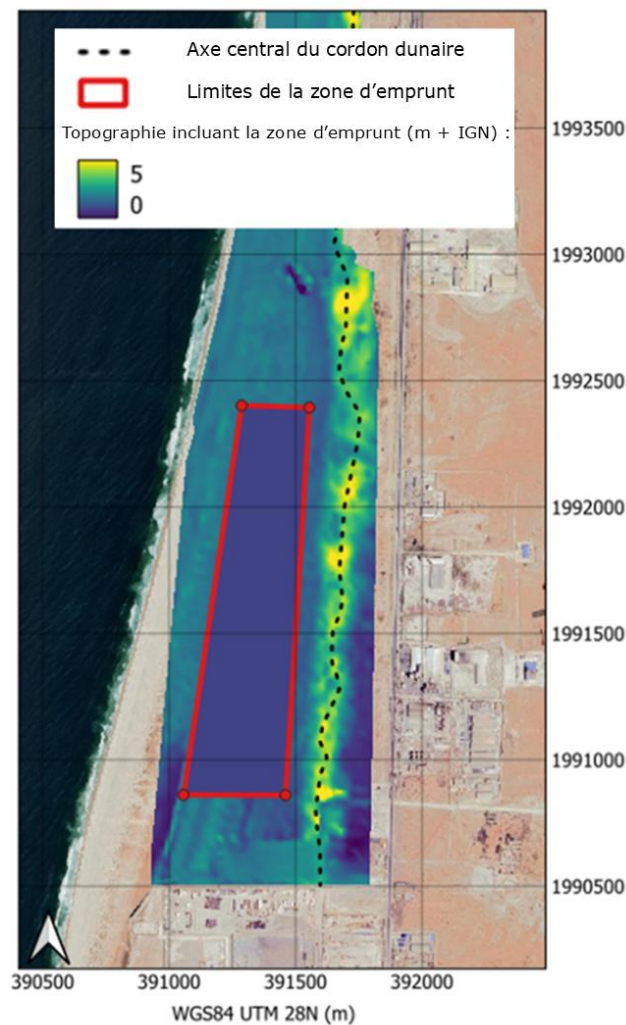 Axe central du cordon dunaire
Limites de la zone d’emprunt
Topographie incluant la zone d’emprunt (m + IGN) :
5
0
1993500
1993000
1992500
1992000
1991500
1991000
1990500
390500 391000 391500 392000
WGS84 UTM 28N (m)